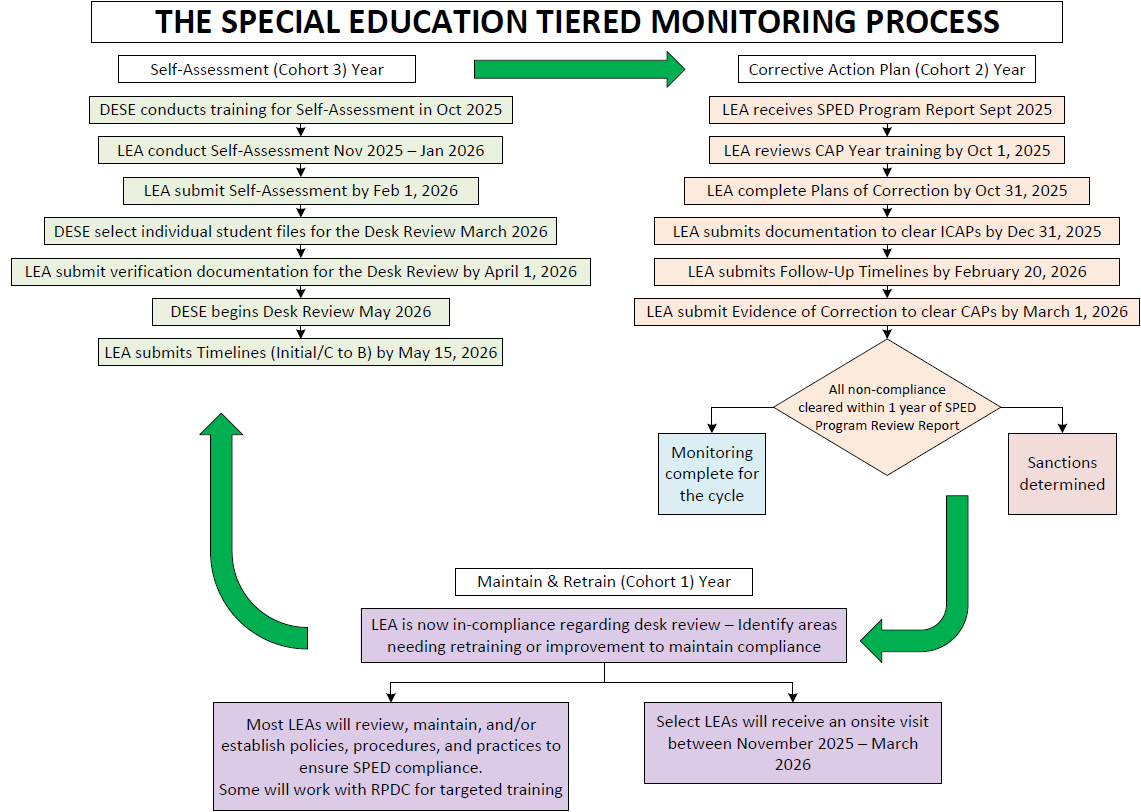 THE SPECIAL EDUCATION TIERED MONITORING PROCESS
Self-Assessment (Cohort 3) Year
DESE conducts training for Self-Assessment in Oct 2025
LEA conduct Self-Assessment Nov 2025 – Jan 2026
LEA submit Self-Assessment by Feb 1, 2026
DESE select individual student files for the Desk Review March 2026
LEA submit verification documentation for the Desk Review by April 1, 2026
DESE begins Desk Review May 2026
LEA submits Timelines (Initial/C to B) by May 15, 2026
Corrective Action Plan (Cohort 2) Year
LEA receives SPED Program Report Sept 2025
LEA reviews CAP Year training by Oct 1, 2025
LEA complete Plans of Correction by Oct 31, 2025
LEA submits documentation to clear ICAPs by Dec 31, 2025
LEA submits Follow-Up Timelines by February 20, 2026
LEA submit Evidence of Correction to clear CAPs by March 1, 2026
All non-compliance
cleared within 1 year of SPED
Program Review Report
Monitoring
complete for
the cycle
Sanctions
determined
Maintain & Retrain (Cohort 1) Year
LEA is now in-compliance regarding desk review – Identify areas
needing retraining or improvement to maintain compliance
Most LEAs will review, maintain, and/or
establish policies, procedures, and practices to
ensure SPED compliance.
Some will work with RPDC for targeted training
Select LEAs will receive an onsite visit
between November 2025 – March
2026